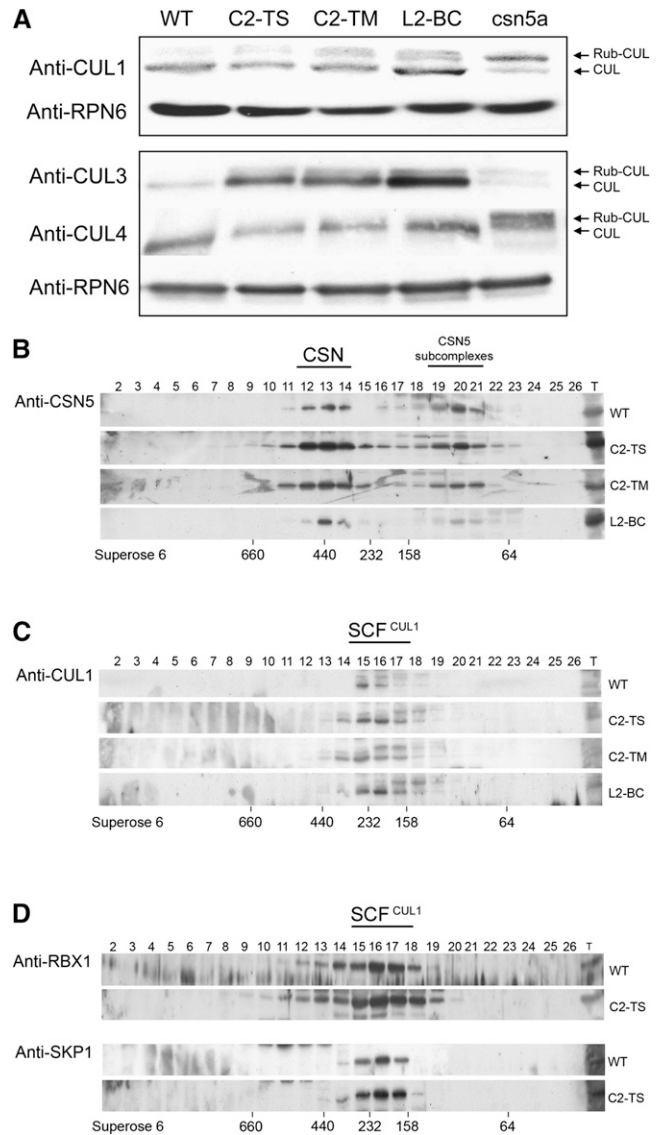 A
WT C2-TS C2-TM L2-BC csn5a
Anti-CUL1
Rub-CUL
CUL
Anti-RPN6
Anti-CUL3
Rub-CUL
CUL
Anti-CUL4
Rub-CUL
CUL
Anti-RPN6
B
CSN
CSN5
subcomplexes
2 3 4 5 6 7 8 9 10 11 12 13 14 15 16 17 18 19 20 21 22 23 24 25 26 T
Anti-CSN5
WT
C2-TS
C2-TM
L2-BC
Superose 6 660 440 232 158 64
C
SCF CUL1
2 3 4 5 6 7 8 9 10 11 12 13 14 15 16 17 18 19 20 21 22 23 24 25 26 T
Anti-CUL1
WT
C2-TS
C2-TM
L2-BC
Superose 6 660 440 232 158 64
D
SCF CUL1
2 3 4 5 6 7 8 9 10 11 12 13 14 15 16 17 18 19 20 21 22 23 24 25 26 T
Anti-RBX1
WT
C2-TS
Anti-SKP1
WT
C2-TS
Superose 6 660 440 232 158 64